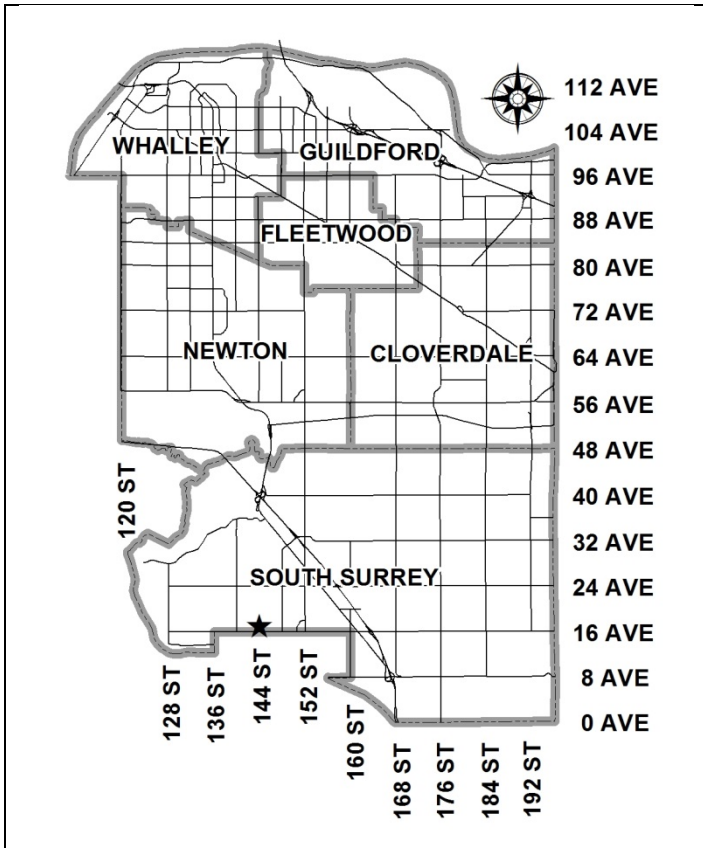 112 AVE
104 AVE
WHALLEY
GUILDFORD
96 AVE
88 AVE
FLEETWOOD
80 AVE
72 AVE
NEWTON
CLOVERDALE
64 AVE
56 AVE
48 AVE
120 ST
40 AVE
32 AVE
SOUTH SURREY
24 AVE
16 AVE
128 ST
136 ST
144 ST
152 ST
160 ST
8 AVE
0 AVE
168 ST
176 ST
184 ST
192 ST